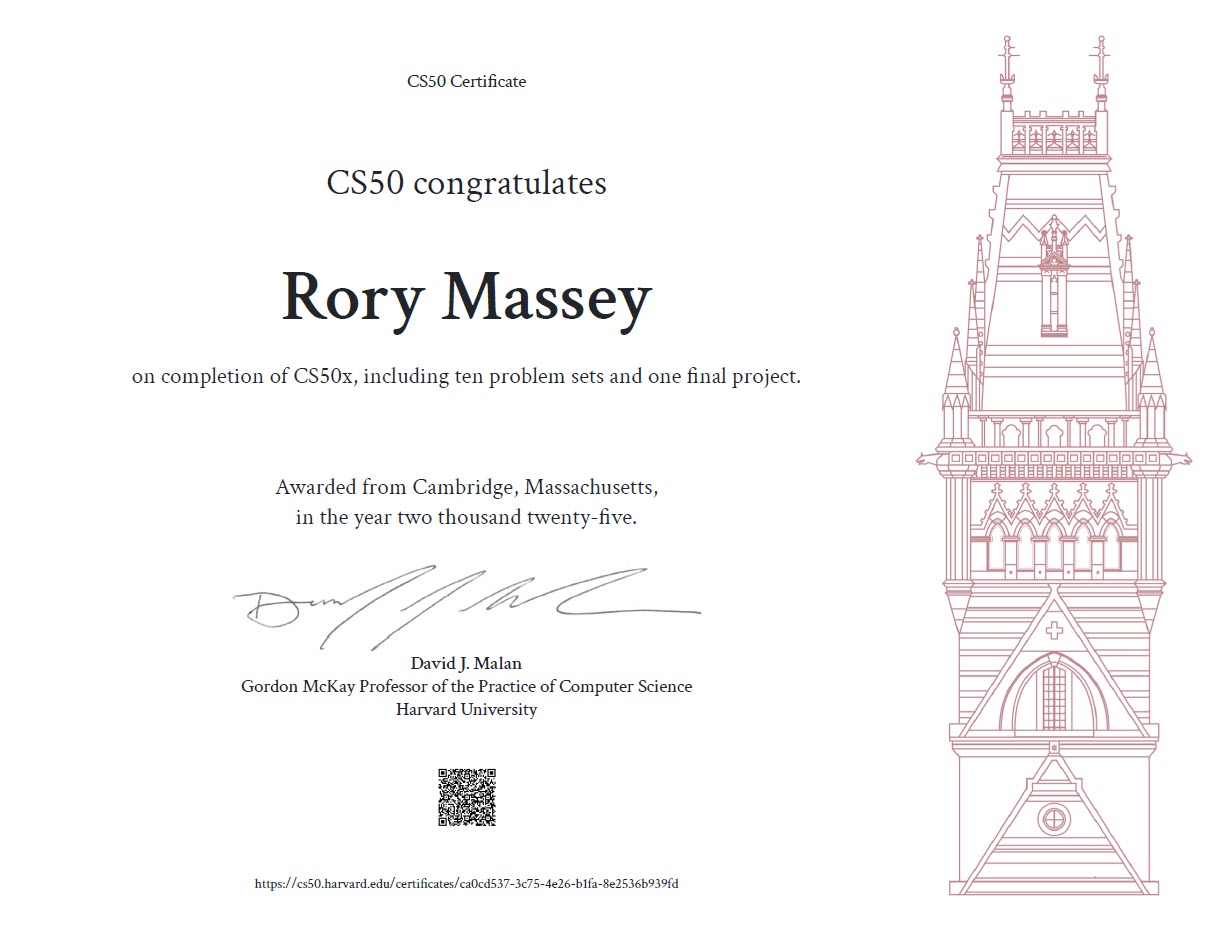 CS50 Certificate
CS50 congratulates
Rory Massey
on completion of CS50x, including ten problem sets and one final project.
Awarded from Cambridge, Massachusetts,
in the year two thousand twenty-five.
David J. Malan
Gordon McKay Professor of the Practice of Computer Science
Harvard University
https://cs50.harvard.edu/certificates/ca0cd537-3c75-4e26-b1fa-8e2536b939fd